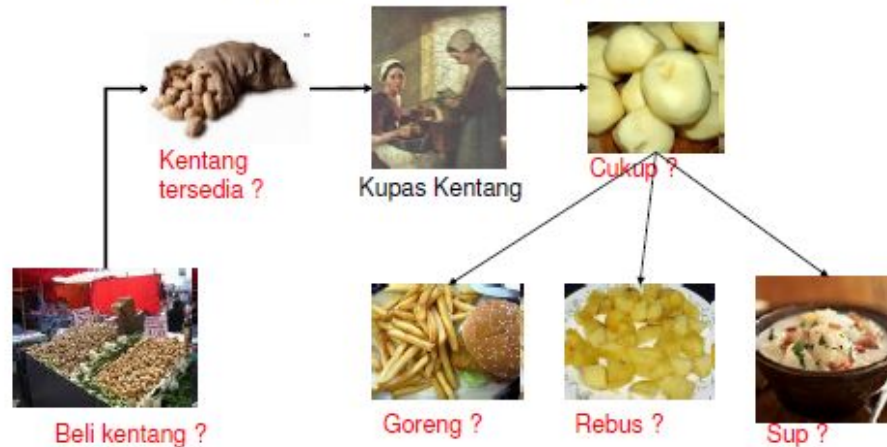 Kentang
tersedia ?
Kupas Kentang
Cukup ?
Beli kentang ?
Goreng ?
Rebus ?
Sup ?